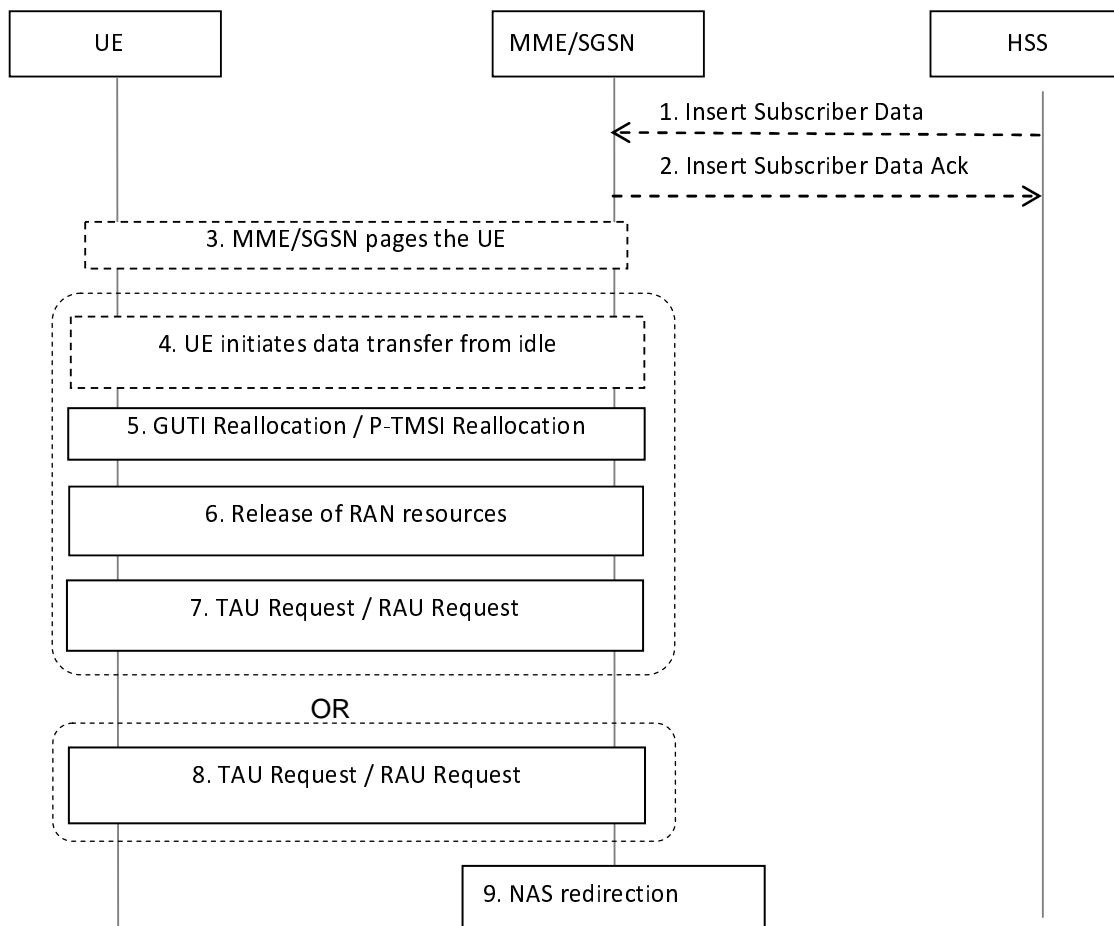 UE
MME/SGSN
HSS
1. Insert Subscriber Data
2. Insert Subscriber Data Ack
3. MME/SGSN pages the UE
4. UE initiates data transfer from idle
5. GUTI Reallocation / P-TMSI Reallocation
6. Release of RAN resources
7. TAU Request / RAU Request
OR
8. TAU Request / RAU Request
9. NAS redirection